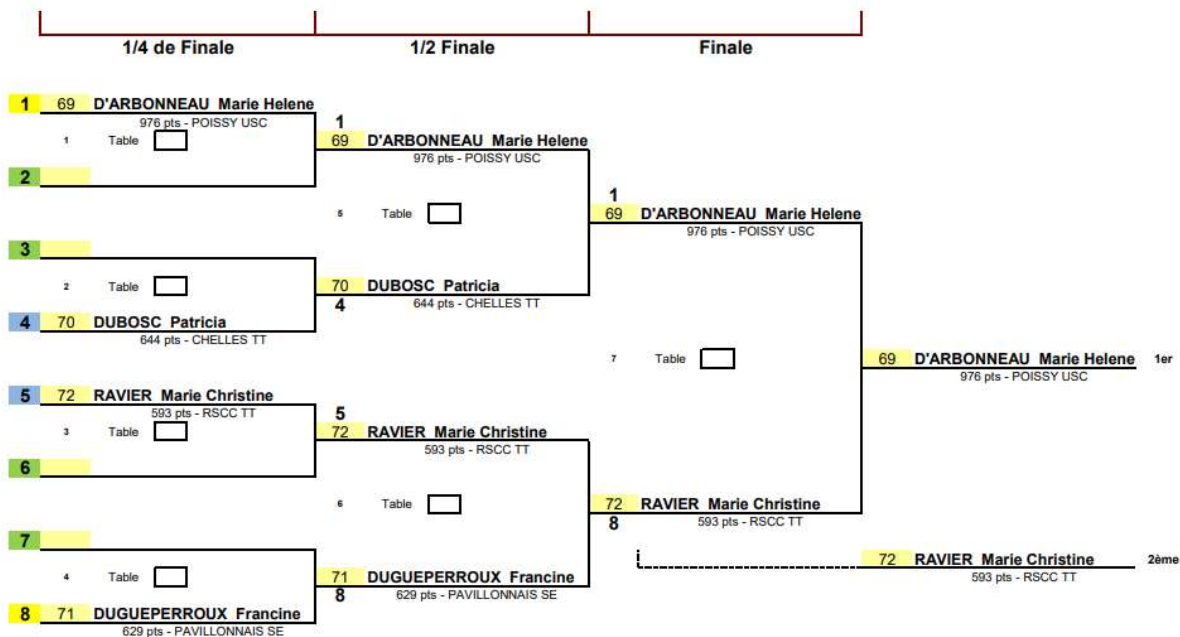 1/4 de Finale 1/2 Finale Finale
1 69 D'ARBONNEAU Marie Helene
976 pts - POISSY USC
1 Table
2
1
69 D'ARBONNEAU Marie Helene
976 pts - POISSY USC
5 Table
3
2 Table
4 70 DUBOSC Patricia
644 pts - CHELLES TT
70 DUBOSC Patricia
4 644 pts - CHELLES TT
1
69 D'ARBONNEAU Marie Helene
976 pts - POISSY USC
7 Table
69 D'ARBONNEAU Marie Helene 1er
976 pts - POISSY USC
5 72 RAVIER Marie Christine
593 pts - RSCC TT
3 Table
6
5
72 RAVIER Marie Christine
593 pts - RSCC TT
6 Table
7
4 Table
8 71 DUGUEPERROUX Francine
629 pts - PAVILLONNAIS SE
71 DUGUEPERROUX Francine
8 629 pts - PAVILLONNAIS SE
72 RAVIER Marie Christine
8 593 pts - RSCC TT
72 RAVIER Marie Christine 2ème
593 pts - RSCC TT